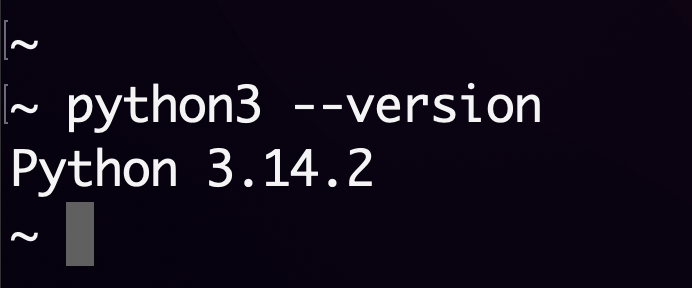 ~
~ python3 --version
Python 3.14.2
~